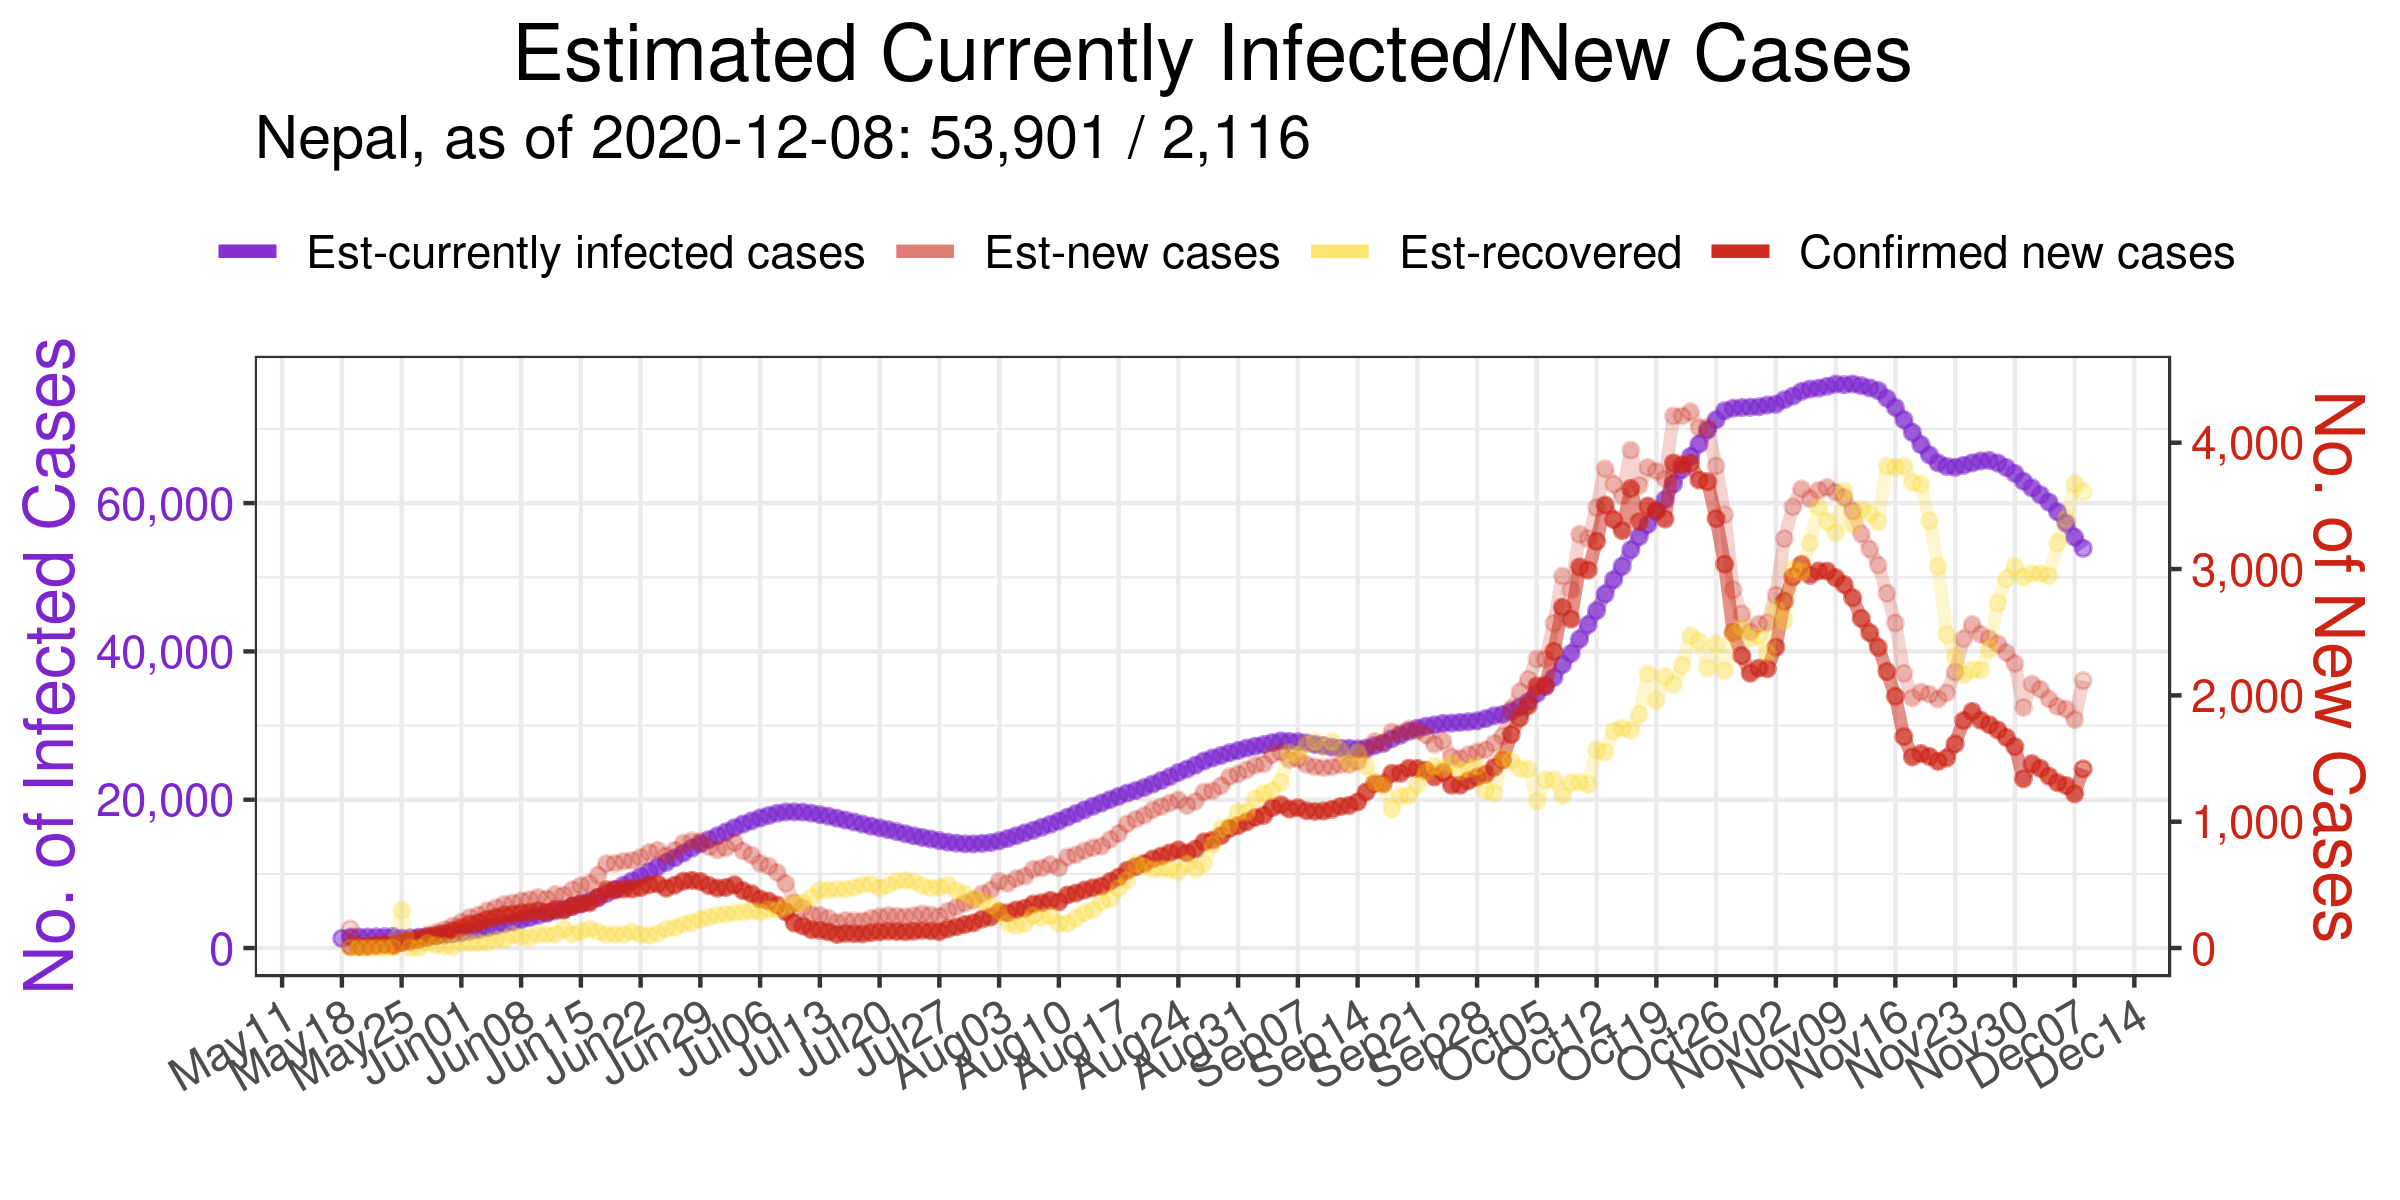 Estimated Currently Infected/New Cases
Nepal, as of 2020-12-08: 53,901 / 2,116
Est-currently infected cases Est-new cases Est-recovered Confirmed new cases
No. of Infected Cases
60,000
40,000
20,000
0
No. of New Cases
4,000
3,000
2,000
1,000
0
May11 May18 May25 Jun01 Jun08 Jun15 Jun22 Jun29 Jul06 Jul13 Jul20 Jul27 Aug03 Aug10 Aug17 Aug24 Aug31 Sep07 Sep14 Sep21 Sep28 Oct05 Oct12 Oct19 Oct26 Nov02 Nov09 Nov16 Nov23 Nov30 Dec07 Dec14